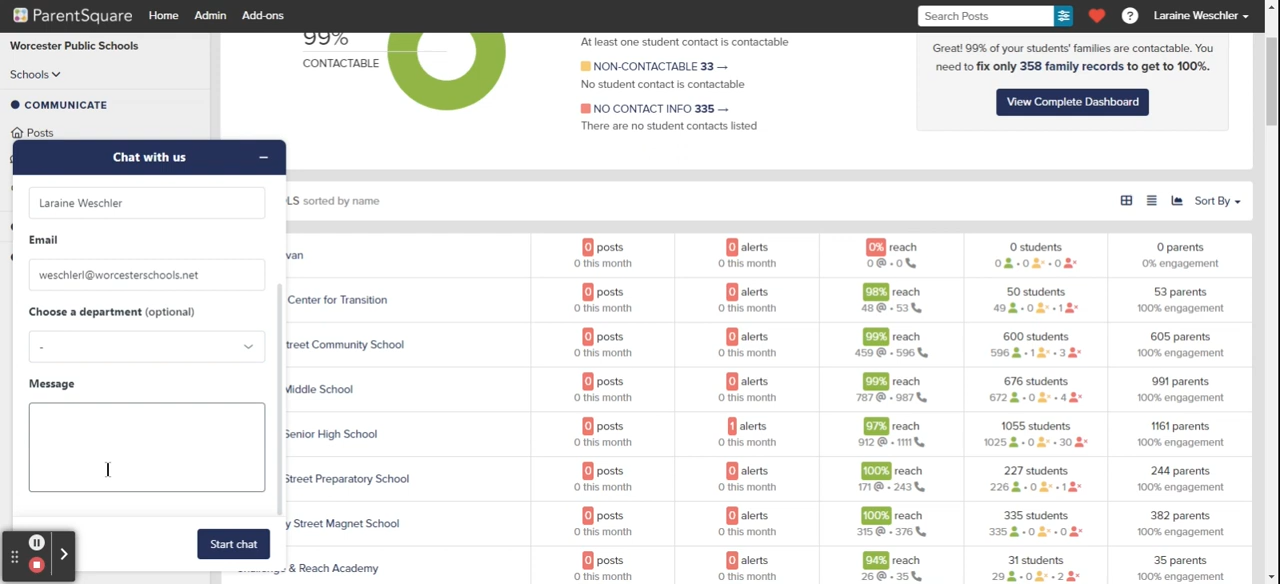 ParentSquare Home Admin Add-ons Search Posts ? Laraine Weschler
Worcester Public Schools
Schools
COMMUNICATE
Posts
99%
CONTACTABLE
At least one student contact is contactable
NON-CONTACTABLE 33 →
No student contact is contactable
NO CONTACT INFO 335 →
There are no student contacts listed
Great! 99% of your students' families are contactable. You
need to fix only 358 family records to get to 100%.
View Complete Dashboard
Chat with us
Laraine Weschler
Email
weschlerl@worcesterschools.net
Choose a department (optional)
-
Message
Start chat
LS sorted by name Sort By
van 0 posts 0 alerts 0% reach 0 students 0 parents
0 this month 0 this month 0 @ • 0 0 • 0 • 0 0% engagement
Center for Transition 0 posts 0 alerts 98% reach 50 students 53 parents
0 this month 0 this month 48 @ • 53 49 • 0 • 1 100% engagement
treet Community School 0 posts 0 alerts 99% reach 600 students 605 parents
0 this month 0 this month 459 @ • 596 596 • 1 • 3 100% engagement
Middle School 0 posts 0 alerts 99% reach 676 students 991 parents
0 this month 0 this month 787 @ • 987 672 • 0 • 4 100% engagement
Senior High School 0 posts 1 alerts 97% reach 1055 students 1161 parents
0 this month 0 this month 912 @ • 1111 1025 • 0 • 30 100% engagement
Street Preparatory School 0 posts 0 alerts 100% reach 227 students 244 parents
0 this month 0 this month 171 @ • 243 226 • 0 • 1 100% engagement
y Street Magnet School 0 posts 0 alerts 100% reach 335 students 382 parents
0 this month 0 this month 315 @ • 376 335 • 0 • 0 100% engagement
& Reach Academy 0 posts 0 alerts 94% reach 31 students 35 parents
0 this month 0 this month 26 @ • 35 29 • 0 • 2 100% engagement